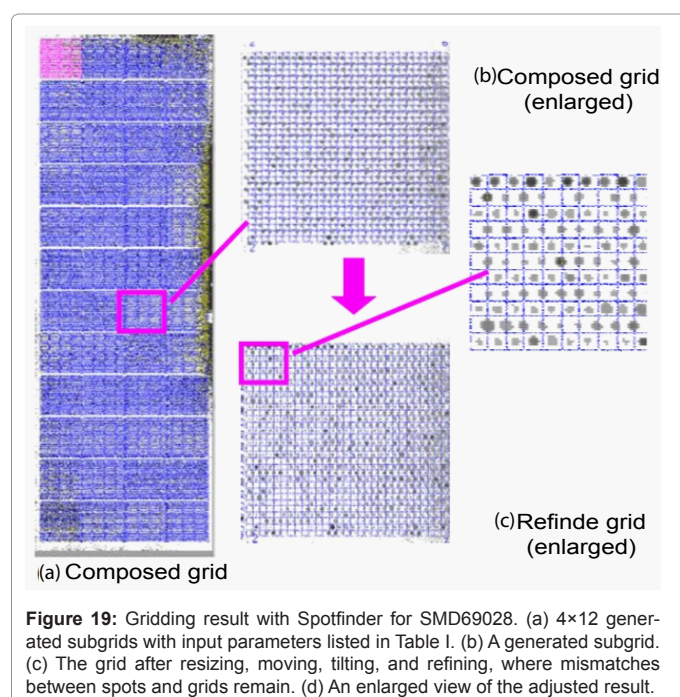 (b)Composed grid
(enlarged)
(c)Refinde grid
(enlarged)
(a) Composed grid
Figure 19: Gridding result with Spotfinder for SMD69028. (a) 4×12 gener-
ated subgrids with input parameters listed in Table I. (b) A generated subgrid.
(c) The grid after resizing, moving, tilting, and refining, where mismatches
between spots and grids remain. (d) An enlarged view of the adjusted result.